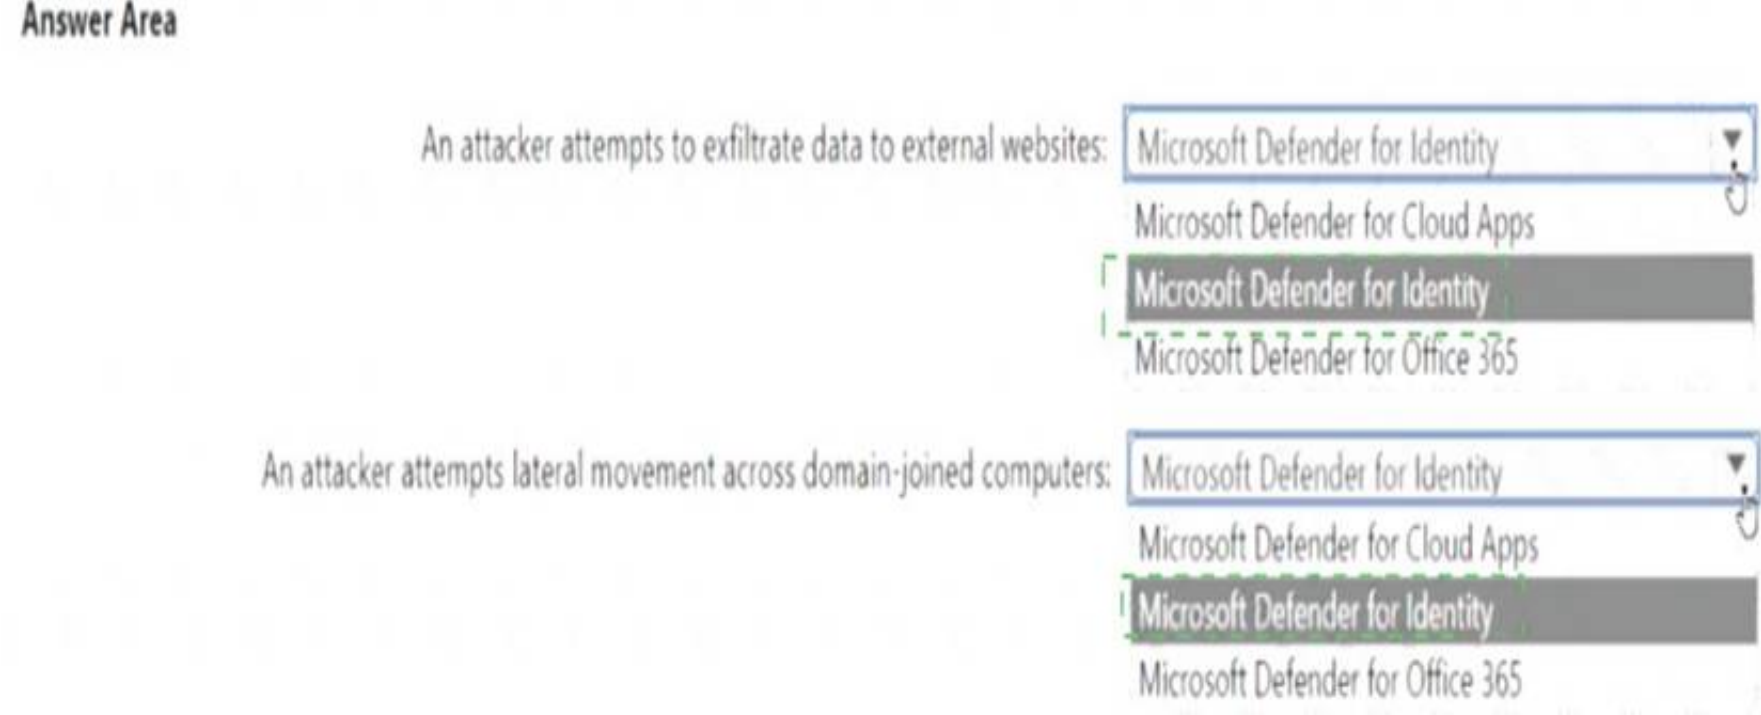 Answer Area
An attacker attempts to exfiltrate data to external websites: Microsoft Defender for Identity
Microsoft Defender for Cloud Apps
Microsoft Defender for Identity
Microsoft Defender for Office 365
An attacker attempts lateral movement across domain-joined computers: Microsoft Defender for Identity
Microsoft Defender for Cloud Apps
Microsoft Defender for Identity
Microsoft Defender for Office 365